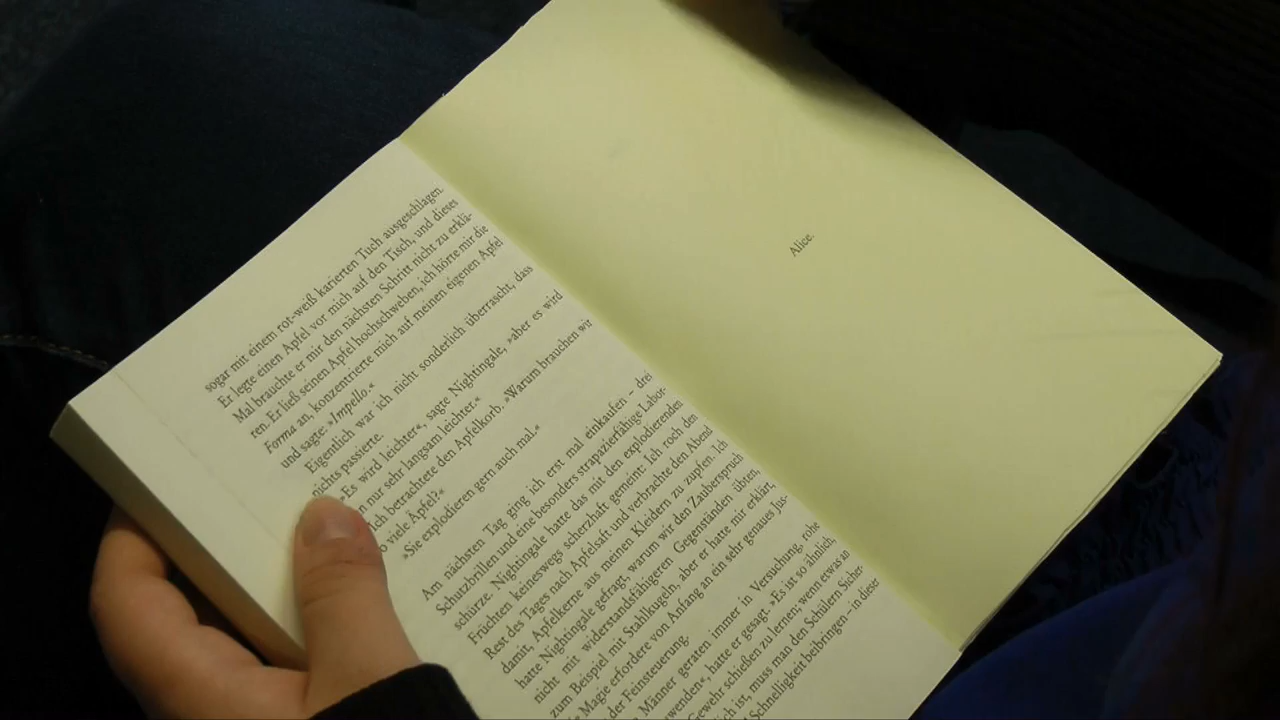 sogar mit einem rot-weiß karierten Tuch ausgeschlagen.
Er legte einen Apfel vor mich auf den Tisch, und dieses
Mal brauchte er mir den nächsten Schritt nicht zu erklä-
ren. Er ließ seinen Apfel hochschweben, ich hörte mir die
Forma an, konzentrierte mich auf meinen eigenen Apfel
und sagte: »Impello.«
Eigentlich war ich nicht sonderlich überrascht, dass
nichts passierte.
»Es wird leichter«, sagte Nightingale, »aber es wird
nur sehr langsam leichter.«
Ich betrachtete den Apfelkorb. »Warum brauchen wir
viele Äpfel?«
»Sie explodieren gern auch mal.«
Am nächsten Tag ging ich erst mal einkaufen – drei
Schutzbrillen und eine besonders strapazierfähige Labor-
schürze. Nightingale hatte das mit den explodierenden
Früchten keineswegs scherzhaft gemeint: Ich roch den
Rest des Tages nach Apfelsaft und verbrachte den Abend
damit, Apfelkerne aus meinen Kleidern zu zupfen. Ich
hatte Nightingale gefragt, warum wir den Zauberspruch
nicht mit widerstandsfähigeren Gegenständen übten,
zum Beispiel mit Stahlkugeln, aber er hatte mir erklärt,
Magie erfordere von Anfang an ein sehr genaues Jus-
der Feinsteuerung.
Männer geraten immer in Versuchung, rohe
hatte er gesagt. »Es ist so ähnlich,
Gewehr schießen zu lernen; wenn etwas an
ist, muss man den Schülern Sicher-
Schnelligkeit beibringen – in dieser
Alice.